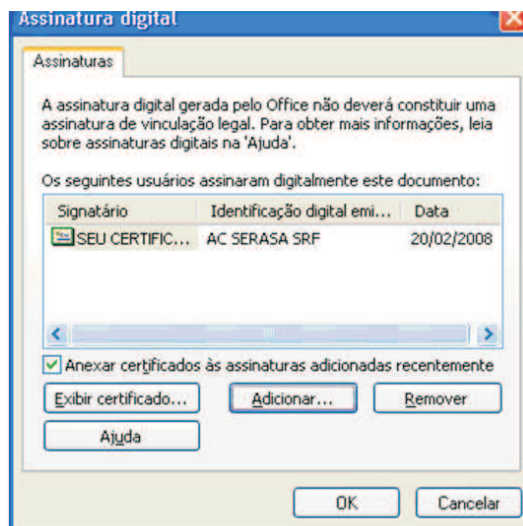 Assinatura digital
Assinaturas
A assinatura digital gerada pelo Office não deverá constituir uma
assinatura de vinculação legal. Para obter mais informações, leia
sobre assinaturas digitais na 'Ajuda'.
Os seguintes usuários assinaram digitalmente este documento:
Signatário Identificação digital emi... Data
SEU CERTIFIC... AC SERASA SRF 20/02/2008
Anexar certificados às assinaturas adicionadas recentemente
Exibir certificado... Adicionar... Remover
Ajuda
OK Cancelar